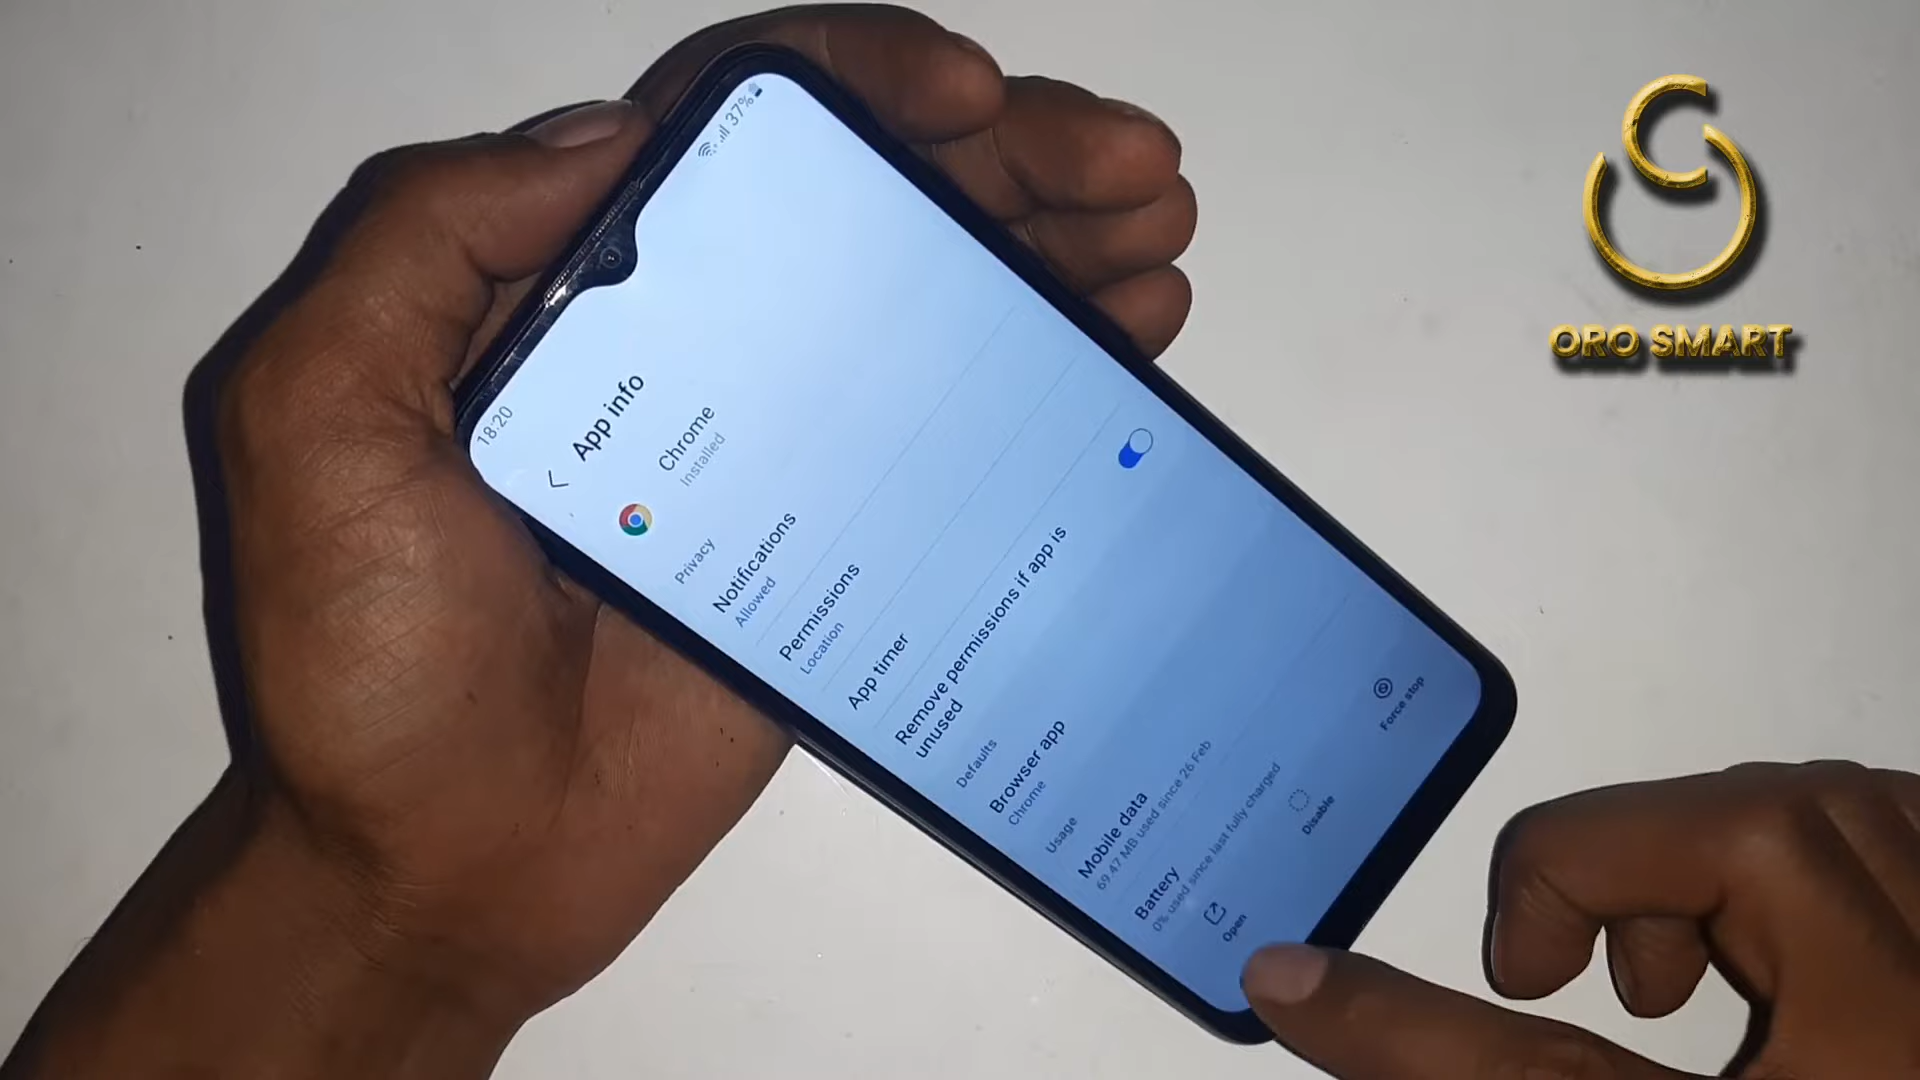 18:20
37%
App info
Chrome
Installed
Privacy
Notifications
Allowed
Permissions
Location
App timer
Remove permissions if app is
unused
Defaults
Browser app
Chrome
Usage
Mobile data
69.47 MB used since 26 Feb
Battery
0% used since last fully charged
Open
Disable
Force stop
ORO SMART